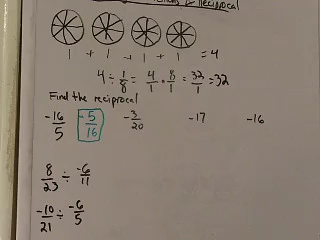 Reciprocal
1 + 1 + 1 + 1 = 4
4 ÷ 1/8 = 4/1 · 8/1 = 32/1 = 32
Find the reciprocal
-16/5 -5/16 -3/20 -17 -16
8/23 ÷ -6/11
-10/21 ÷ -6/5